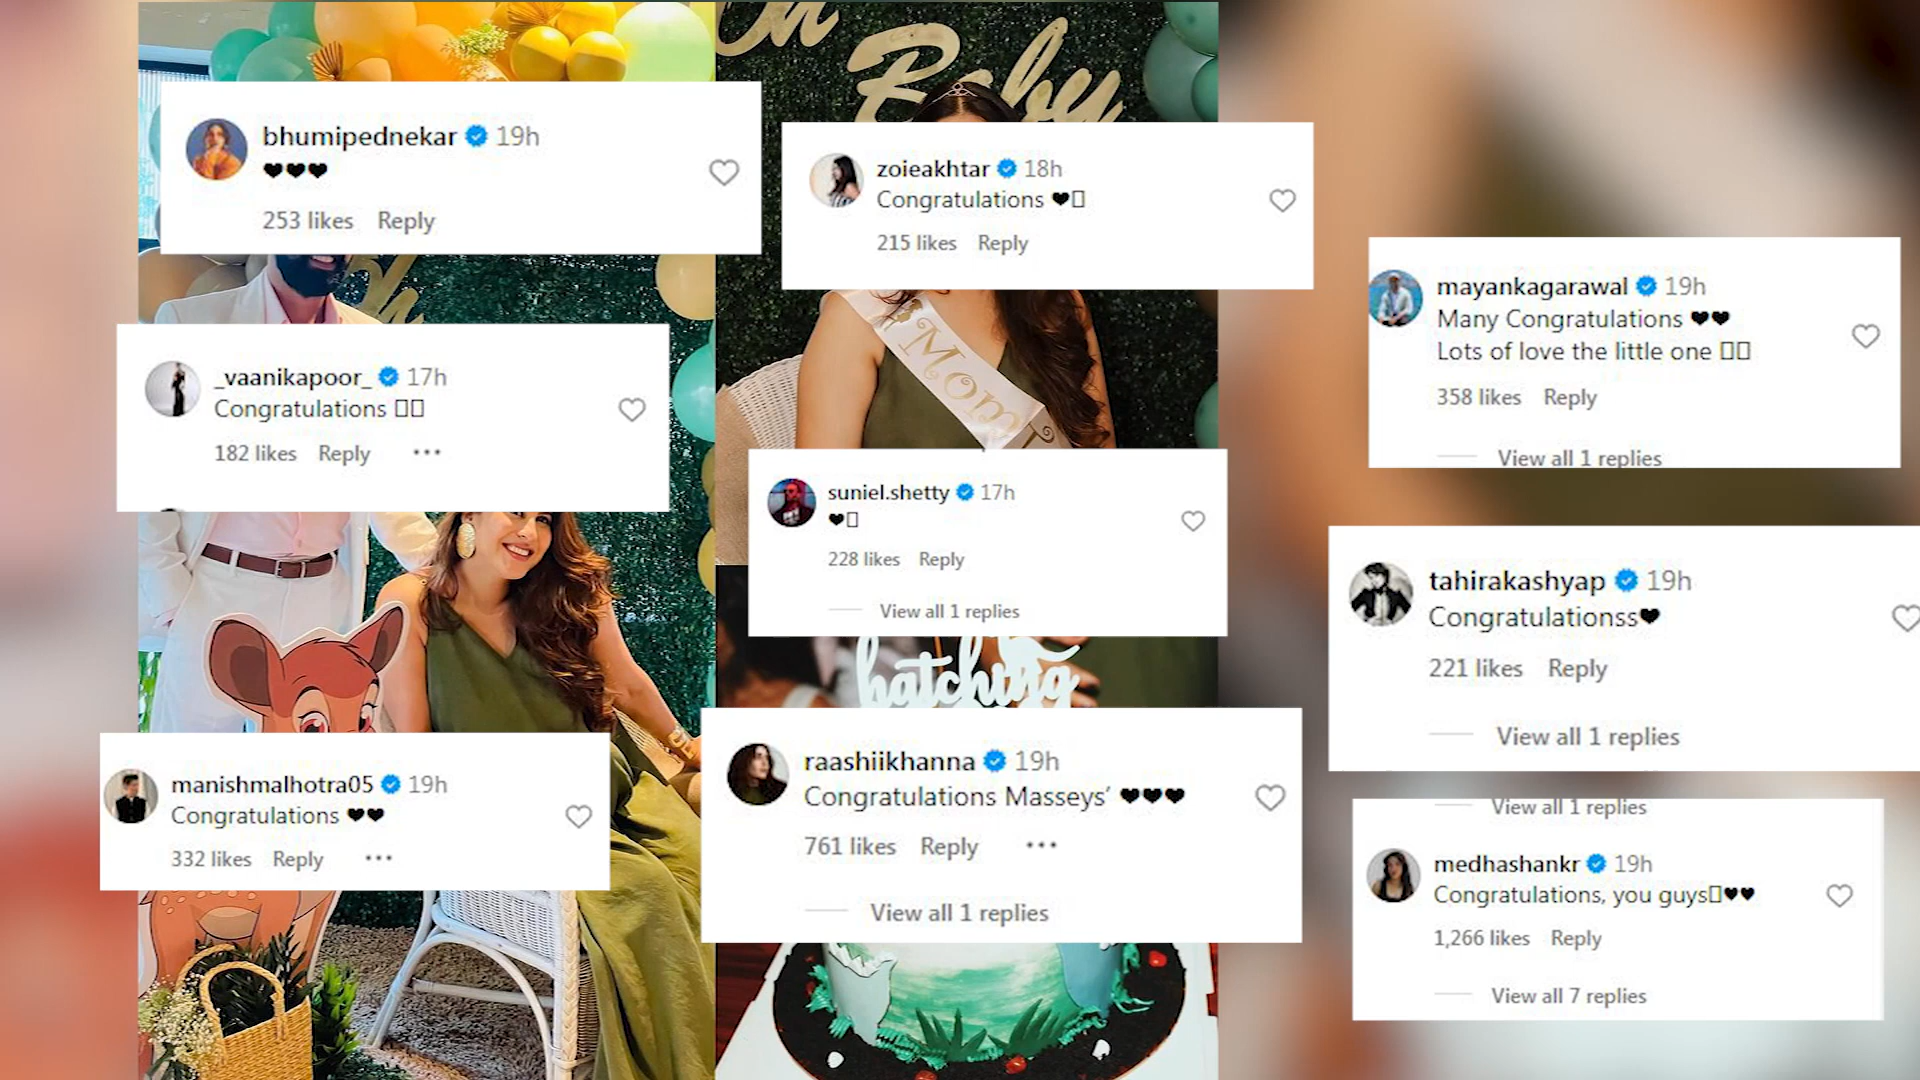 Oh
Baby
bhumipednekar 19h
♥♥♥
253 likes Reply
zoieakhtar 18h
Congratulations ♥▯
215 likes Reply
mayankagarawal 19h
Many Congratulations ♥♥
Lots of love the little one ▯▯
358 likes Reply
View all 1 replies
_vaanikapoor_ 17h
Congratulations ▯▯
182 likes Reply •••
Mom
suniel.shetty 17h
♥▯
228 likes Reply
View all 1 replies
tahirakashyap 19h
Congratulationss♥
221 likes Reply
View all 1 replies
hatching
manishmalhotra05 19h
Congratulations ♥♥
332 likes Reply •••
raashiikhanna 19h
Congratulations Masseys’ ♥♥♥
761 likes Reply •••
View all 1 replies
View all 1 replies
medhashankr 19h
Congratulations, you guys▯♥♥
1,266 likes Reply
View all 7 replies